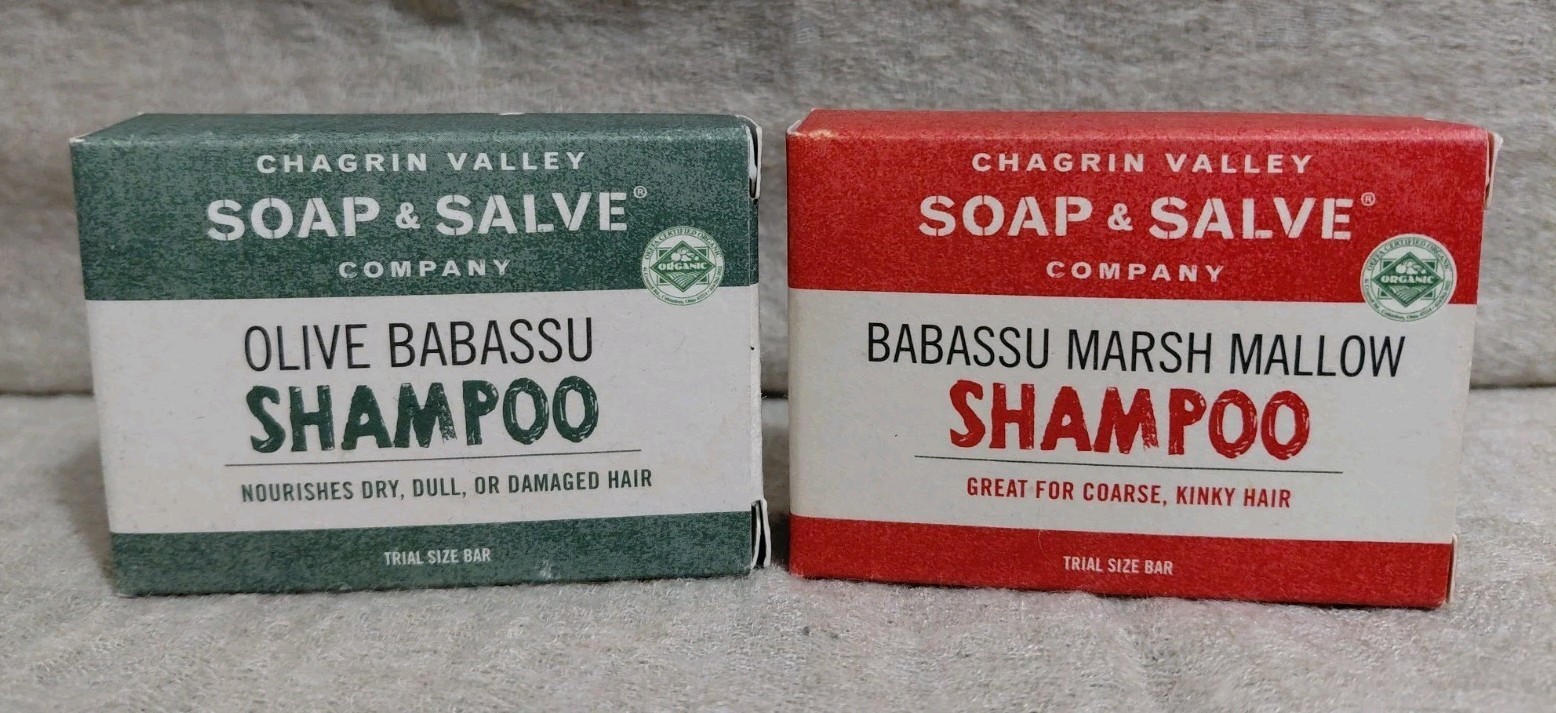 CHAGRIN VALLEY
SOAP & SALVE®
COMPANY
ORGANIC
OLIVE BABASSU
SHAMPOO
NOURISHES DRY, DULL, OR DAMAGED HAIR
TRIAL SIZE BAR
CHAGRIN VALLEY
SOAP & SALVE®
COMPANY
ORGANIC
BABASSU MARSH MALLOW
SHAMPOO
GREAT FOR COARSE, KINKY HAIR
TRIAL SIZE BAR